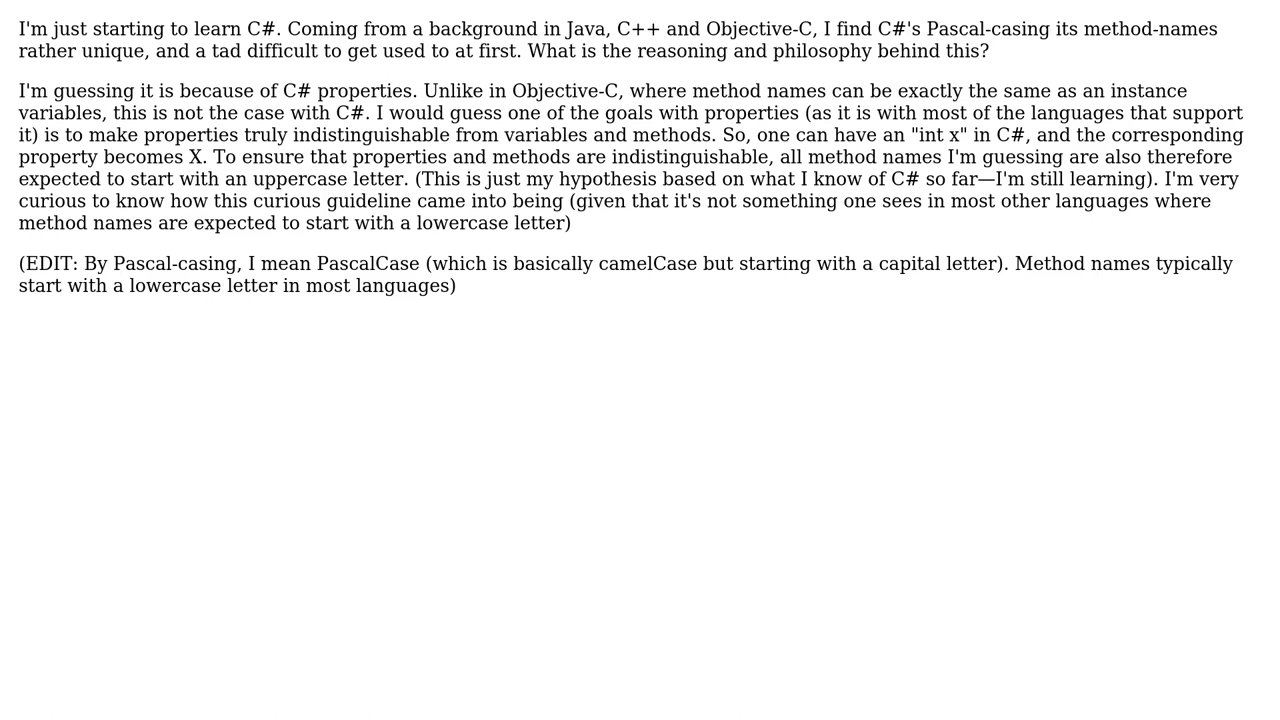 I'm just starting to learn C#. Coming from a background in Java, C++ and Objective-C, I find C#'s Pascal-casing its method-names
rather unique, and a tad difficult to get used to at first. What is the reasoning and philosophy behind this?
I'm guessing it is because of C# properties. Unlike in Objective-C, where method names can be exactly the same as an instance
variables, this is not the case with C#. I would guess one of the goals with properties (as it is with most of the languages that support
it) is to make properties truly indistinguishable from variables and methods. So, one can have an "int x" in C#, and the corresponding
property becomes X. To ensure that properties and methods are indistinguishable, all method names I'm guessing are also therefore
expected to start with an uppercase letter. (This is just my hypothesis based on what I know of C# so far—I'm still learning). I'm very
curious to know how this curious guideline came into being (given that it's not something one sees in most other languages where
method names are expected to start with a lowercase letter)
(EDIT: By Pascal-casing, I mean PascalCase (which is basically camelCase but starting with a capital letter). Method names typically
start with a lowercase letter in most languages)